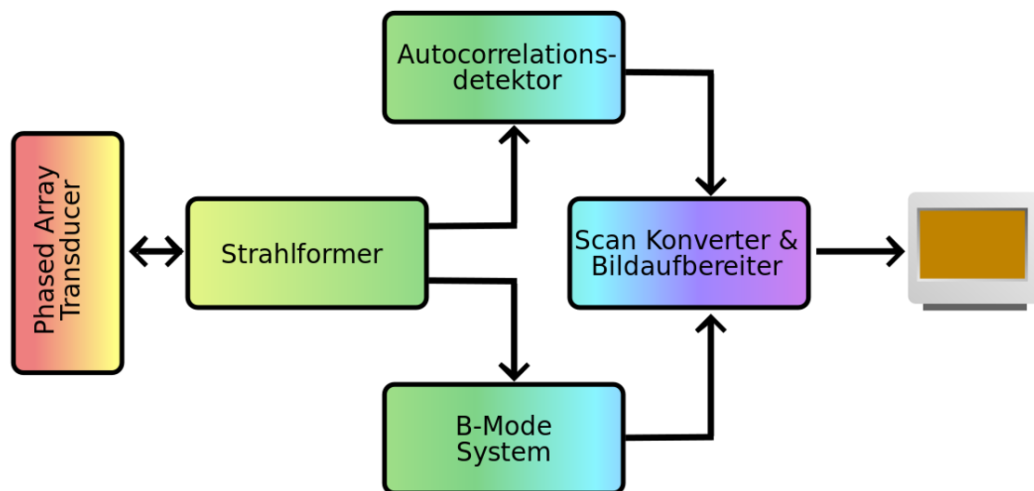 Autocorrelations-
detektor
Phased Array
Transducer
Strahlformer
Scan Konverter &
Bildaufbereiter
B-Mode
System